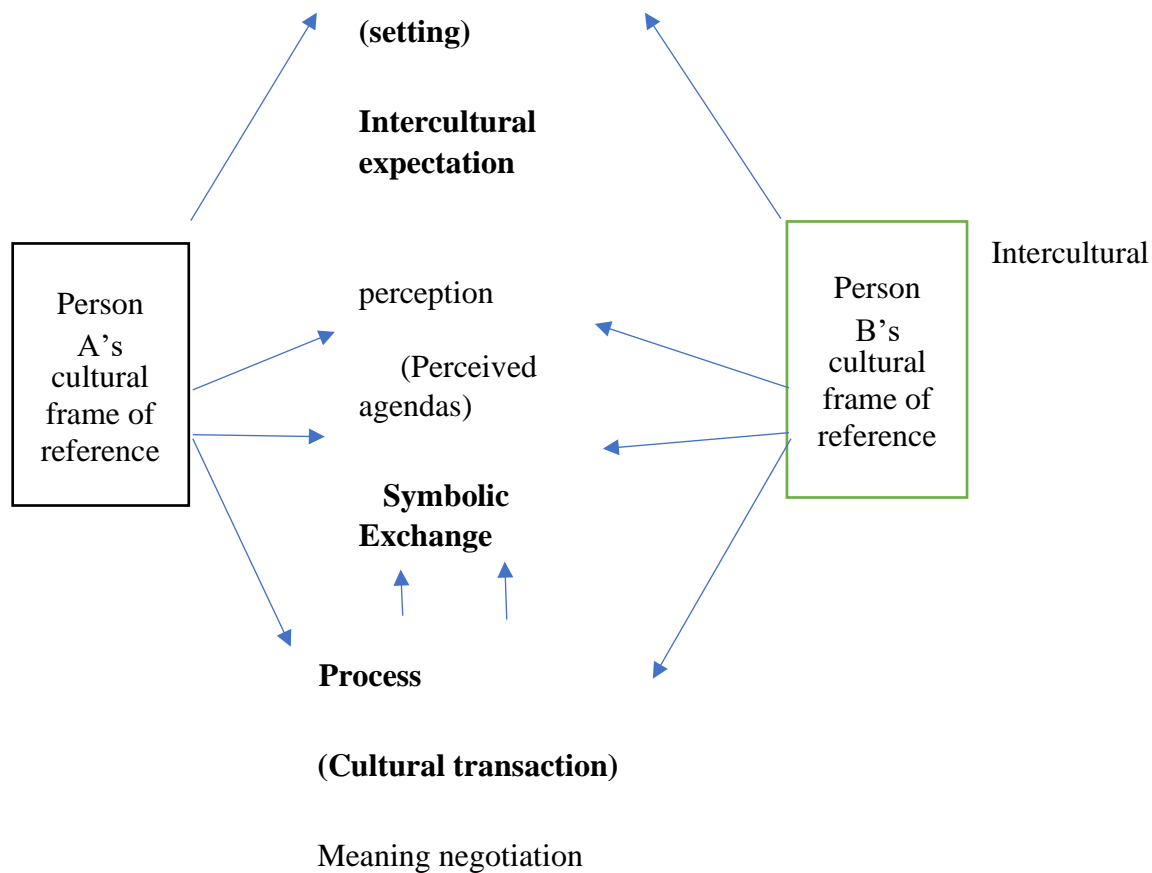 (setting)
Intercultural
expectation
Intercultural
perception
(Perceived
agendas)
Person
A’s
cultural
frame of
reference
Person
B’s
cultural
frame of
reference
Symbolic
Exchange
Process
(Cultural transaction)
Meaning negotiation